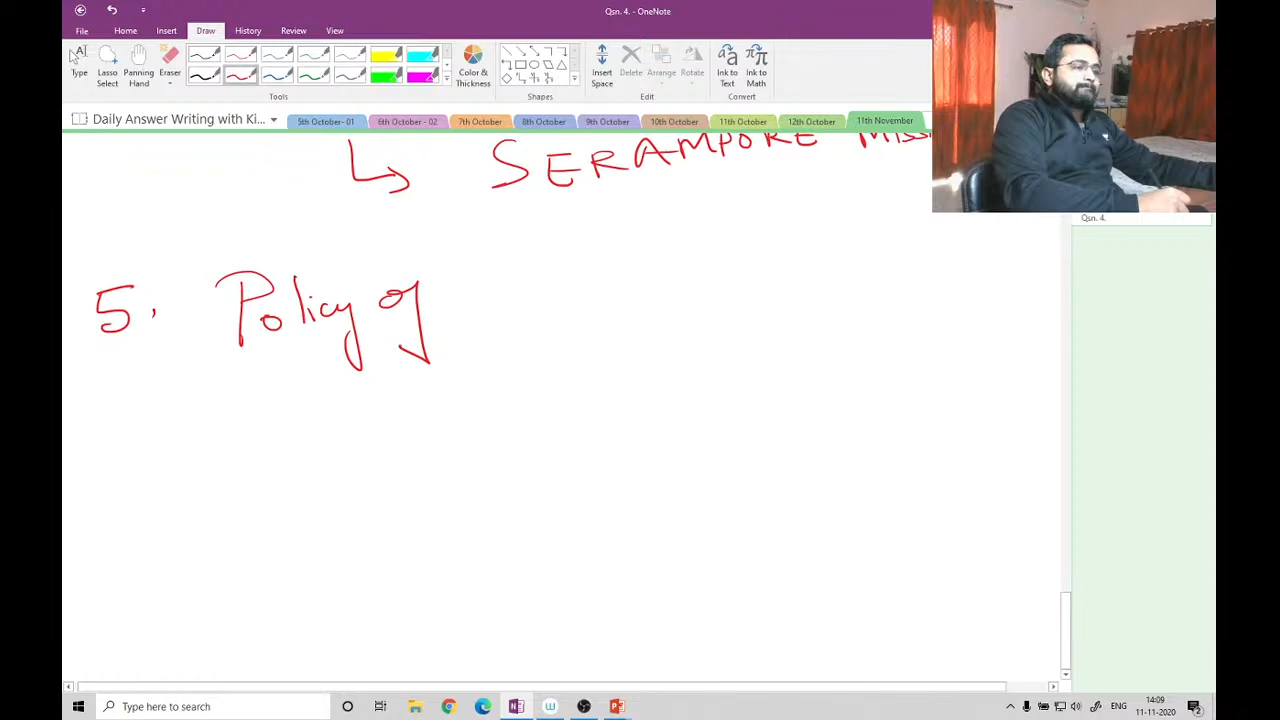 Qsn. 4. - OneNote
File Home Insert Draw History Review View
Type Lasso Select Panning Hand Eraser Color & Thickness Insert Space Delete Arrange Rotate Ink to Text Ink to Math
Tools Shapes Edit Convert
Daily Answer Writing with Ki... 5th October- 01 6th October - 02 7th October 8th October 9th October 10th October 11th October 12th October 11th November
SERAMPORE MISS
Qsn. 4.
5. Policy of
Type here to search
ENG 14:09 11-11-2020 2